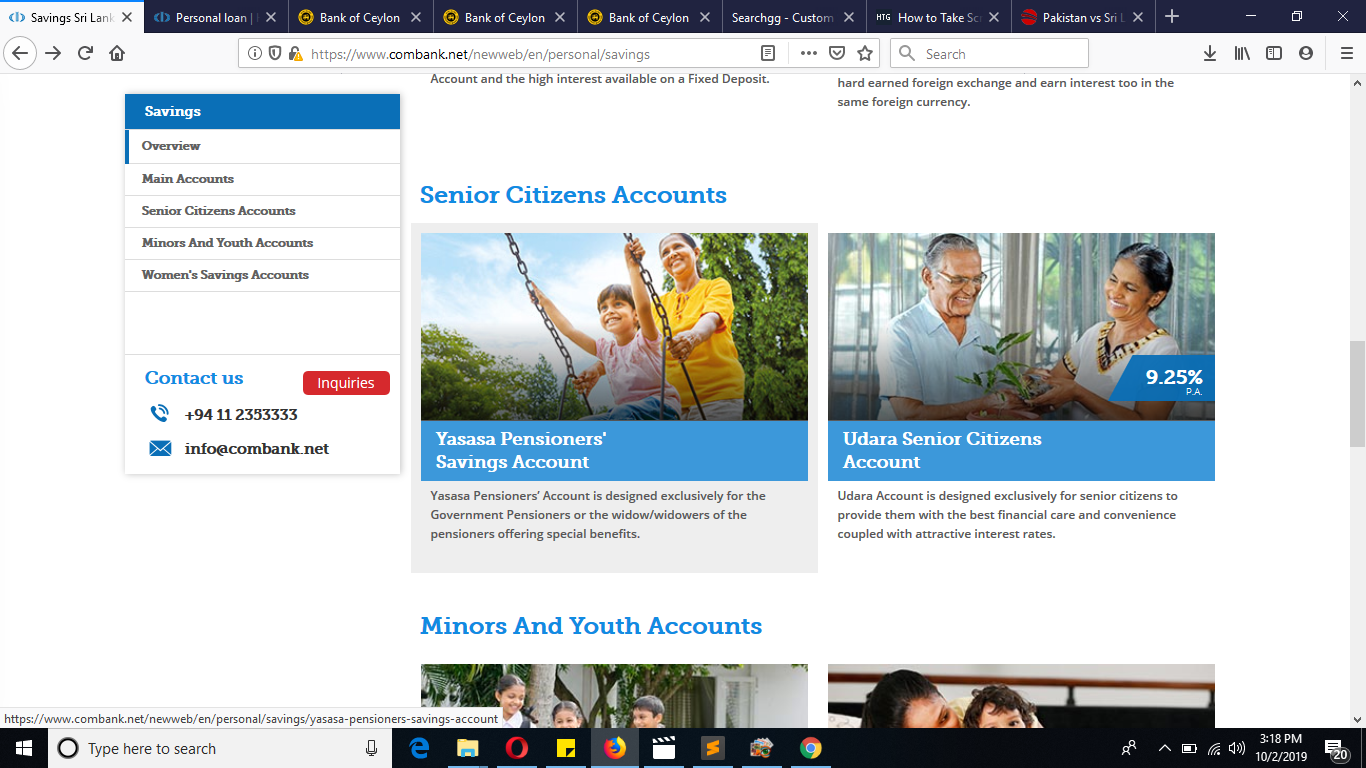 Savings Sri Lank
Personal loan |
Bank of Ceylon
Bank of Ceylon
Bank of Ceylon
Searchgg - Custom
HTG How to Take Sc
Pakistan vs Sri L
https://www.combank.net/newweb/en/personal/savings
Search
Account and the high interest available on a Fixed Deposit.
hard earned foreign exchange and earn interest too in the
same foreign currency.
Savings
Overview
Main Accounts
Senior Citizens Accounts
Minors And Youth Accounts
Women's Savings Accounts
Contact us
Inquiries
+94 11 2353333
info@combank.net
Senior Citizens Accounts
Yasasa Pensioners'
Savings Account
Yasasa Pensioners’ Account is designed exclusively for the
Government Pensioners or the widow/widowers of the
pensioners offering special benefits.
9.25%
P.A.
Udara Senior Citizens
Account
Udara Account is designed exclusively for senior citizens to
provide them with the best financial care and convenience
coupled with attractive interest rates.
Minors And Youth Accounts
https://www.combank.net/newweb/en/personal/savings/yasasa-pensioners-savings-account
Type here to search
3:18 PM
10/2/2019
20